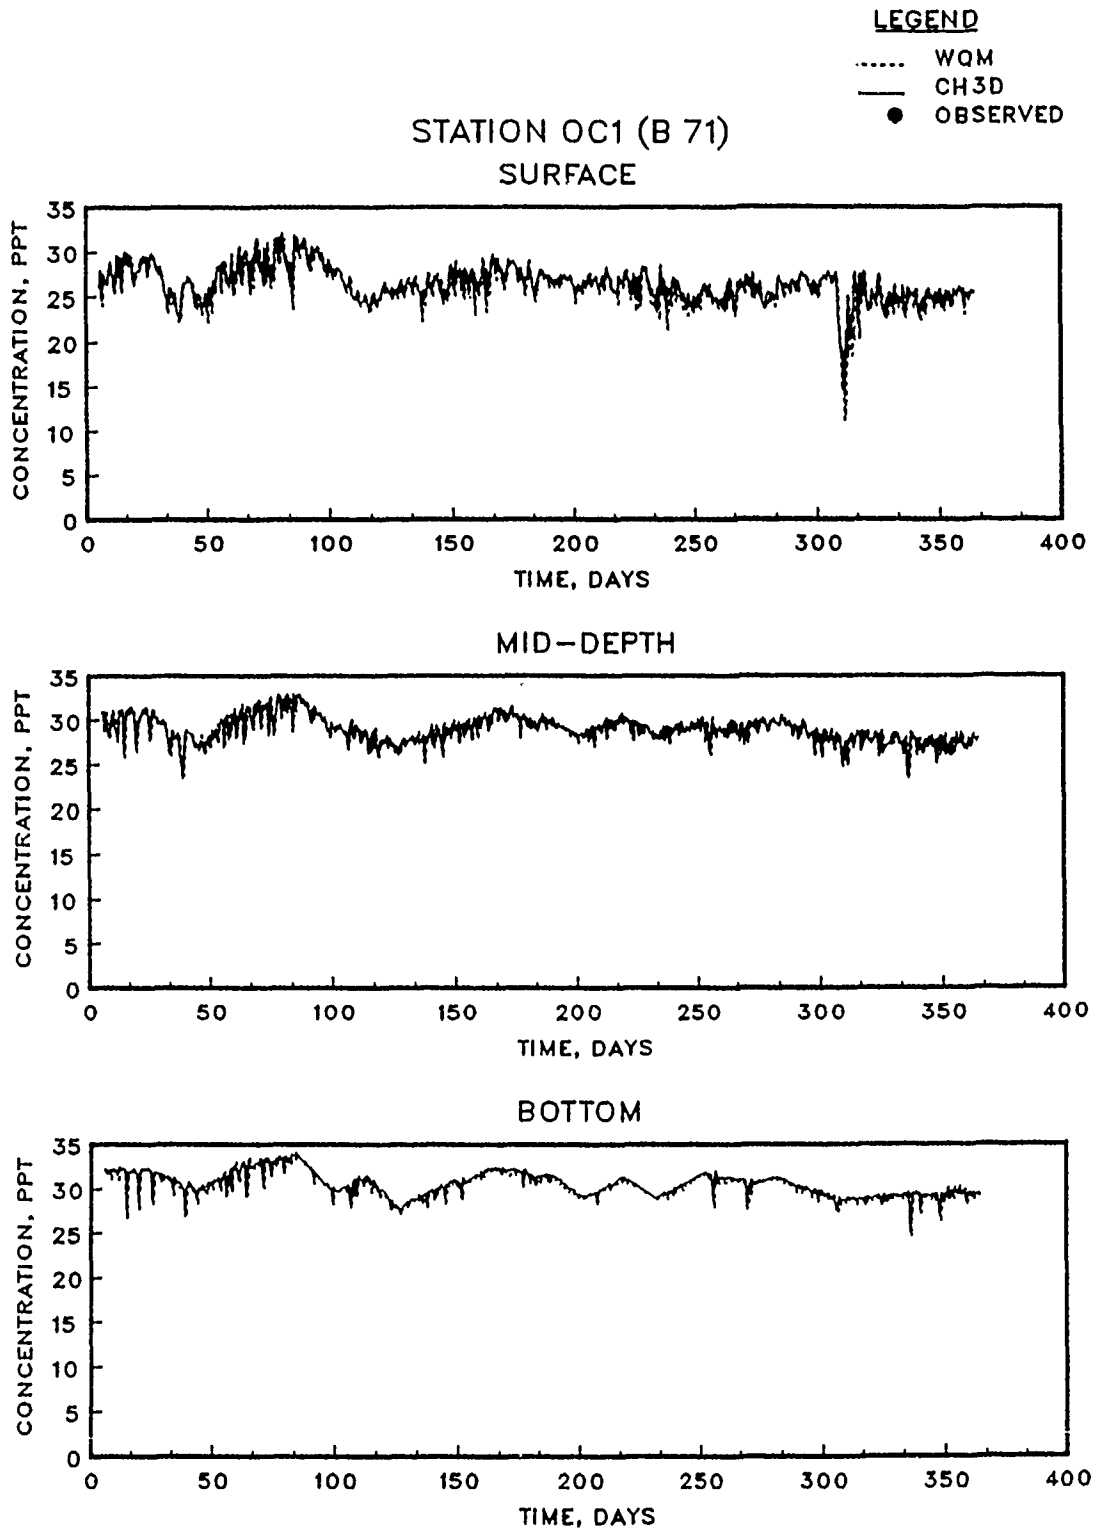 LEGEND
WQM
CH3D
OBSERVED
STATION OC1 (B 71)
SURFACE
CONCENTRATION, PPT
35
30
25
20
15
10
5
0
0 50 100 150 200 250 300 350 400
TIME, DAYS
MID-DEPTH
CONCENTRATION, PPT
35
30
25
20
15
10
5
0
0 50 100 150 200 250 300 350 400
TIME, DAYS
BOTTOM
CONCENTRATION, PPT
35
30
25
20
15
10
5
0
0 50 100 150 200 250 300 350 400
TIME, DAYS